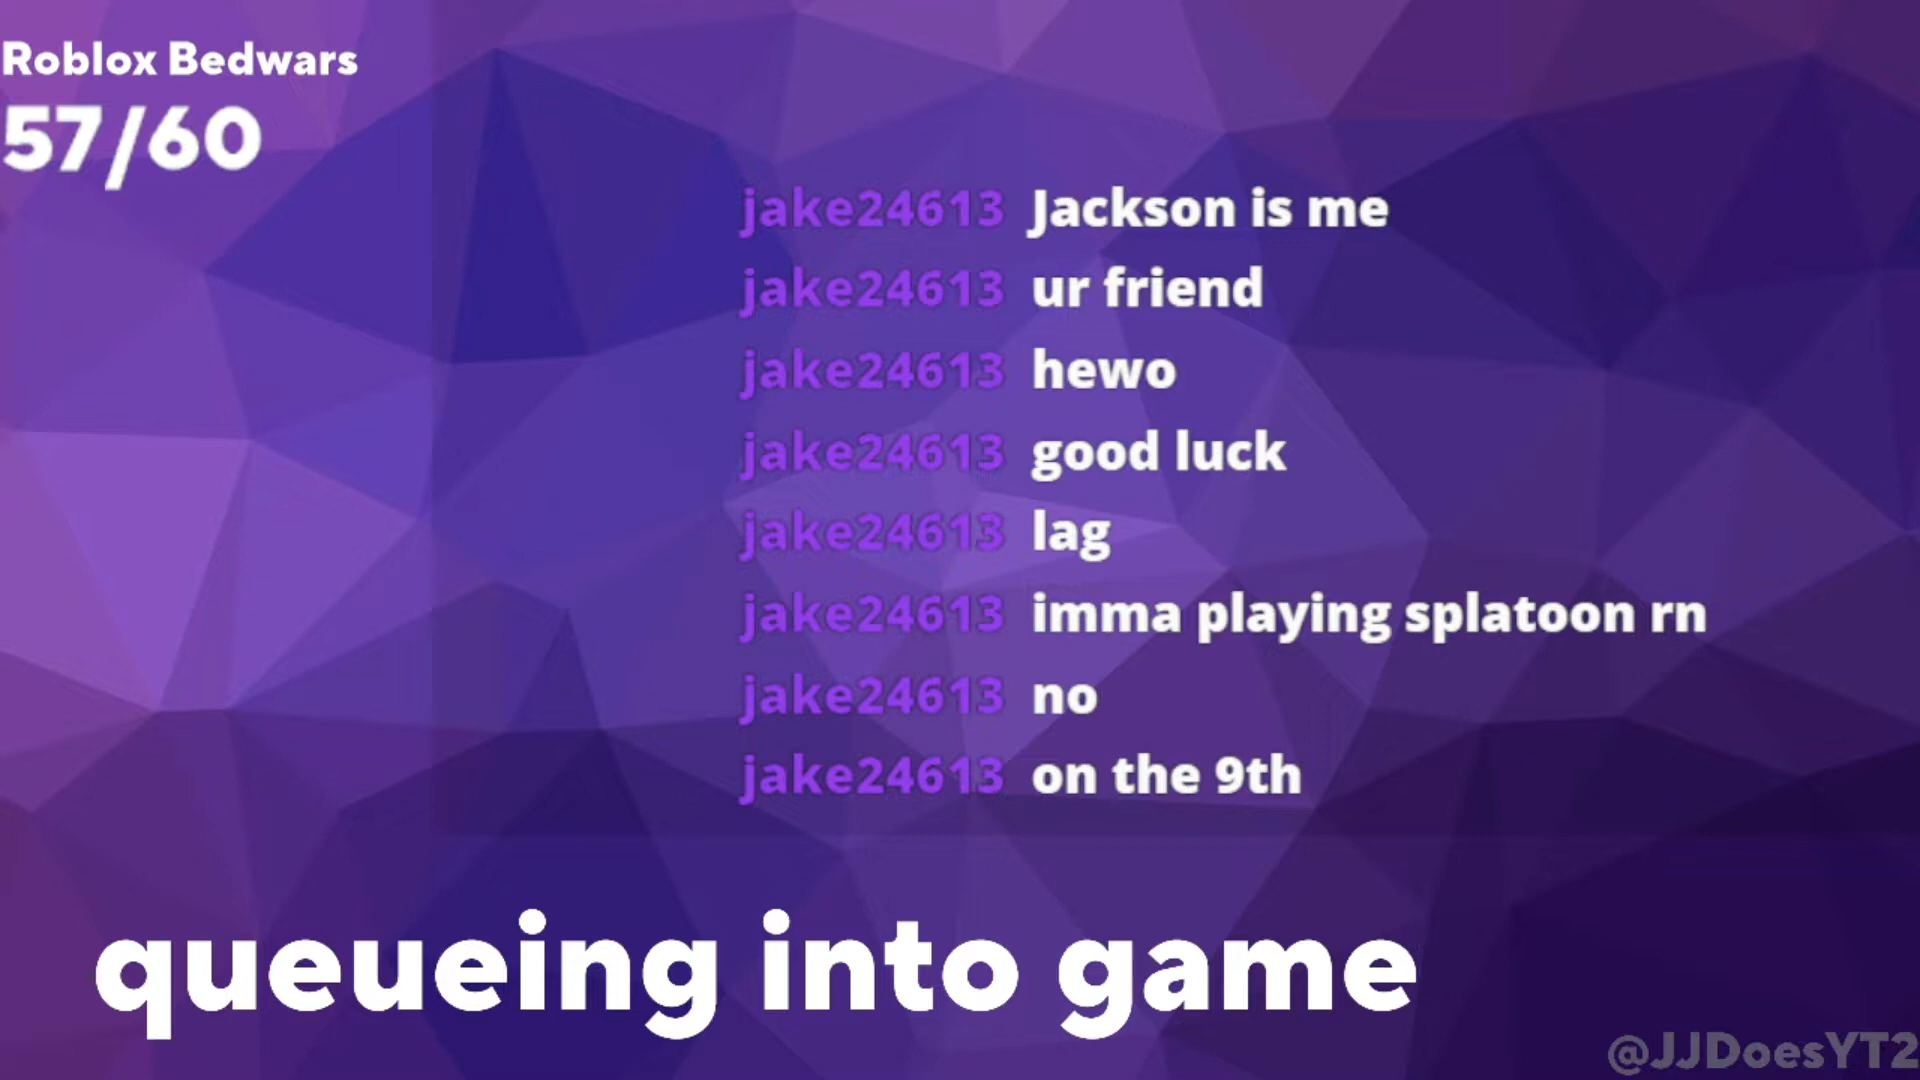 Roblox Bedwars
57/60
jake24613 Jackson is me
jake24613 ur friend
jake24613 hewo
jake24613 good luck
jake24613 lag
jake24613 imma playing splatoon rn
jake24613 no
jake24613 on the 9th
queueing into game
@JJDoesYT2